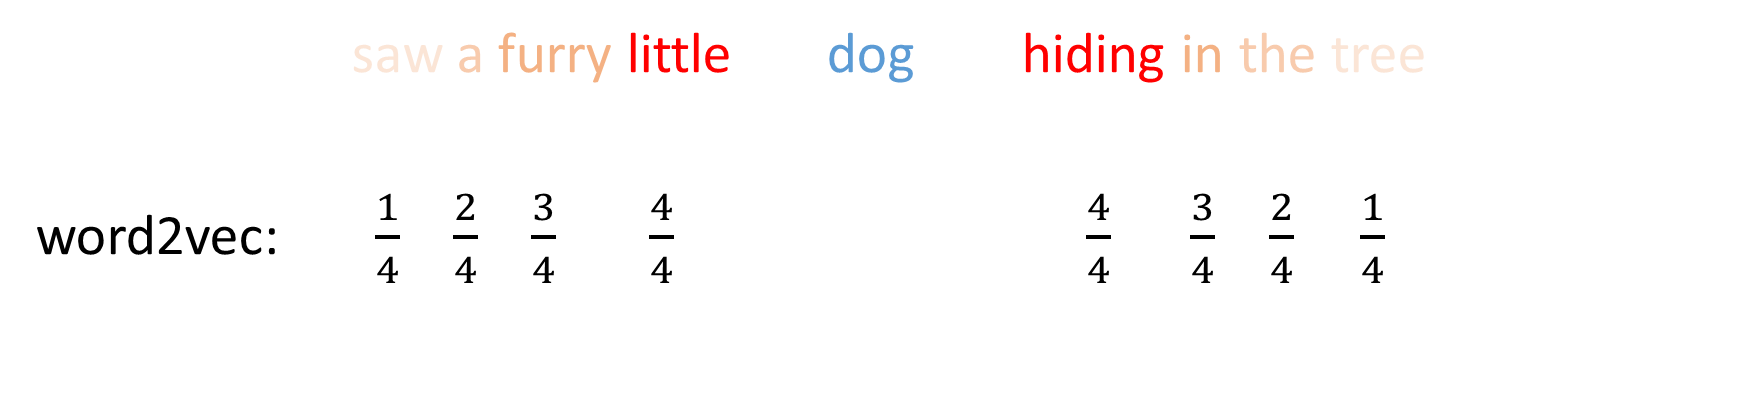 saw a furry little dog hiding in the tree
word2vec: 1/4 2/4 3/4 4/4 4/4 3/4 2/4 1/4